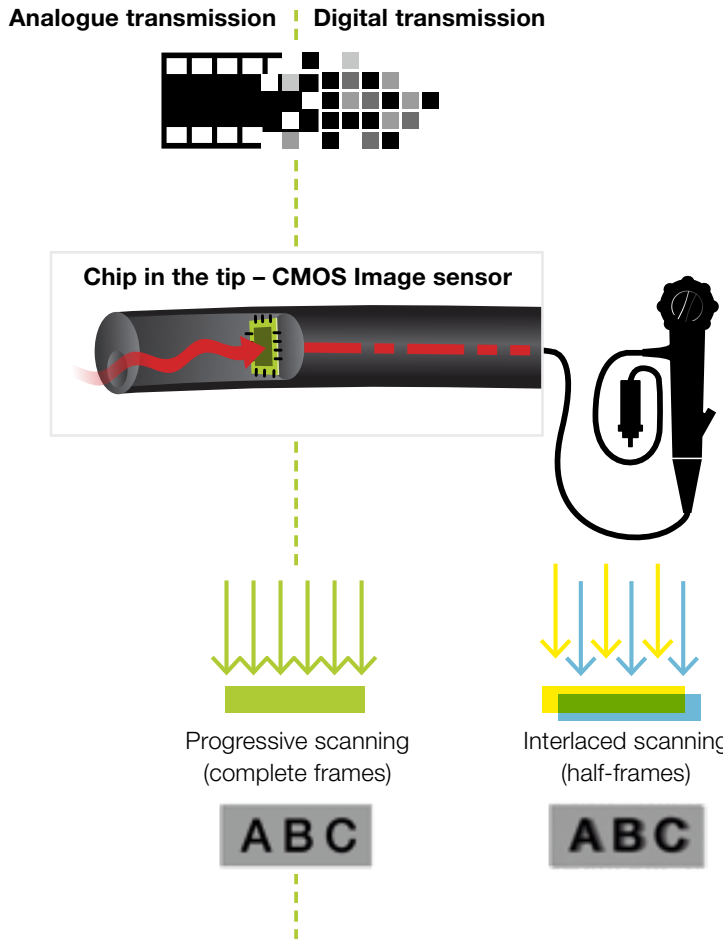 Analogue transmission
Digital transmission
Chip in the tip – CMOS Image sensor
Progressive scanning
(complete frames)
Interlaced scanning
(half-frames)
ABC
ABC